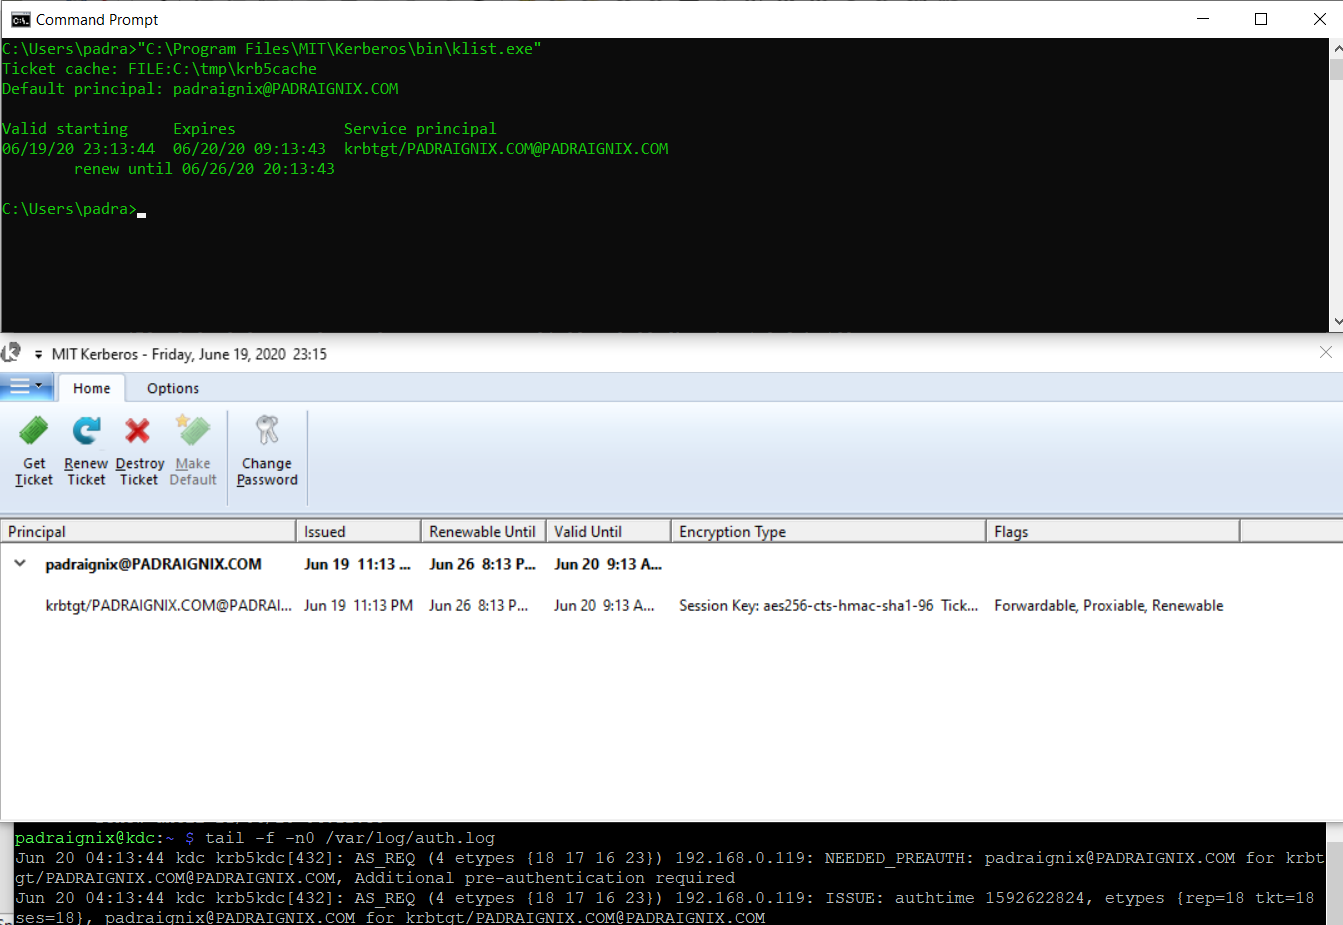 Command Prompt
C:\Users\padra>"C:\Program Files\MIT\Kerberos\bin\klist.exe"
Ticket cache: FILE:C:\tmp\krb5cache
Default principal: padraignix@PADRAIGNIX.COM
Valid starting Expires Service principal
06/19/20 23:13:44 06/20/20 09:13:43 krbtgt/PADRAIGNIX.COM@PADRAIGNIX.COM
renew until 06/26/20 20:13:43
C:\Users\padra>
MIT Kerberos - Friday, June 19, 2020 23:15
Home Options
Get Ticket
Renew Ticket
Destroy Ticket
Make Default
Change Password
Principal Issued Renewable Until Valid Until Encryption Type Flags
padraignix@PADRAIGNIX.COM Jun 19 11:13 ... Jun 26 8:13 P... Jun 20 9:13 A...
krbtgt/PADRAIGNIX.COM@PADRAI... Jun 19 11:13 PM Jun 26 8:13 P... Jun 20 9:13 A... Session Key: aes256-cts-hmac-sha1-96 Tick... Forwardable, Proxiable, Renewable
padraignix@kdc:~ $ tail -f -n0 /var/log/auth.log
Jun 20 04:13:44 kdc krb5kdc[432]: AS_REQ (4 etypes {18 17 16 23}) 192.168.0.119: NEEDED_PREAUTH: padraignix@PADRAIGNIX.COM for krbt
gt/PADRAIGNIX.COM@PADRAIGNIX.COM, Additional pre-authentication required
Jun 20 04:13:44 kdc krb5kdc[432]: AS_REQ (4 etypes {18 17 16 23}) 192.168.0.119: ISSUE: authtime 1592622824, etypes {rep=18 tkt=18
ses=18}, padraignix@PADRAIGNIX.COM for krbtgt/PADRAIGNIX.COM@PADRAIGNIX.COM